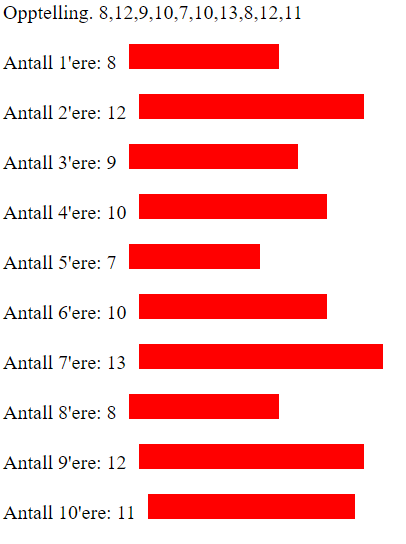 Opptelling. 8,12,9,10,7,10,13,8,12,11
Antall 1'ere: 8
Antall 2'ere: 12
Antall 3'ere: 9
Antall 4'ere: 10
Antall 5'ere: 7
Antall 6'ere: 10
Antall 7'ere: 13
Antall 8'ere: 8
Antall 9'ere: 12
Antall 10'ere: 11